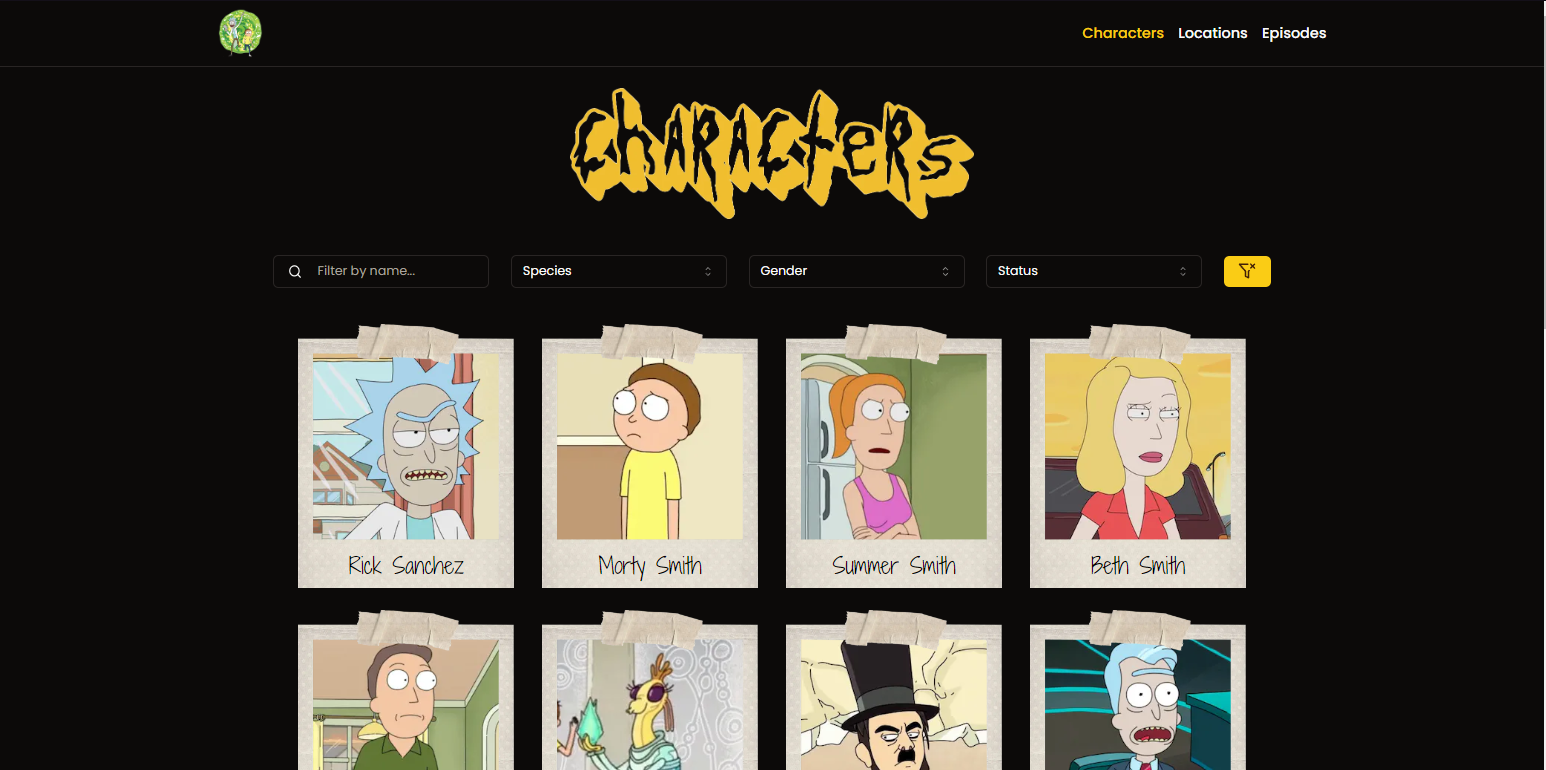 Characters Locations Episodes
CHARACTERS
Filter by name... Species Gender Status
Rick Sanchez Morty Smith Summer Smith Beth Smith